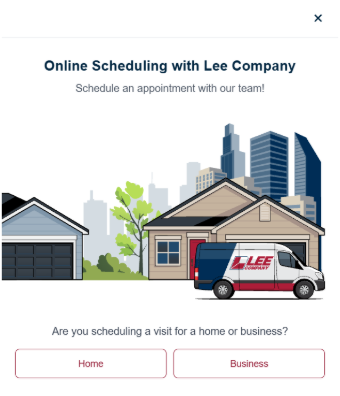 Online Scheduling with Lee Company
Schedule an appointment with our team!
LEE
COMPANY
Are you scheduling a visit for a home or business?
Home
Business